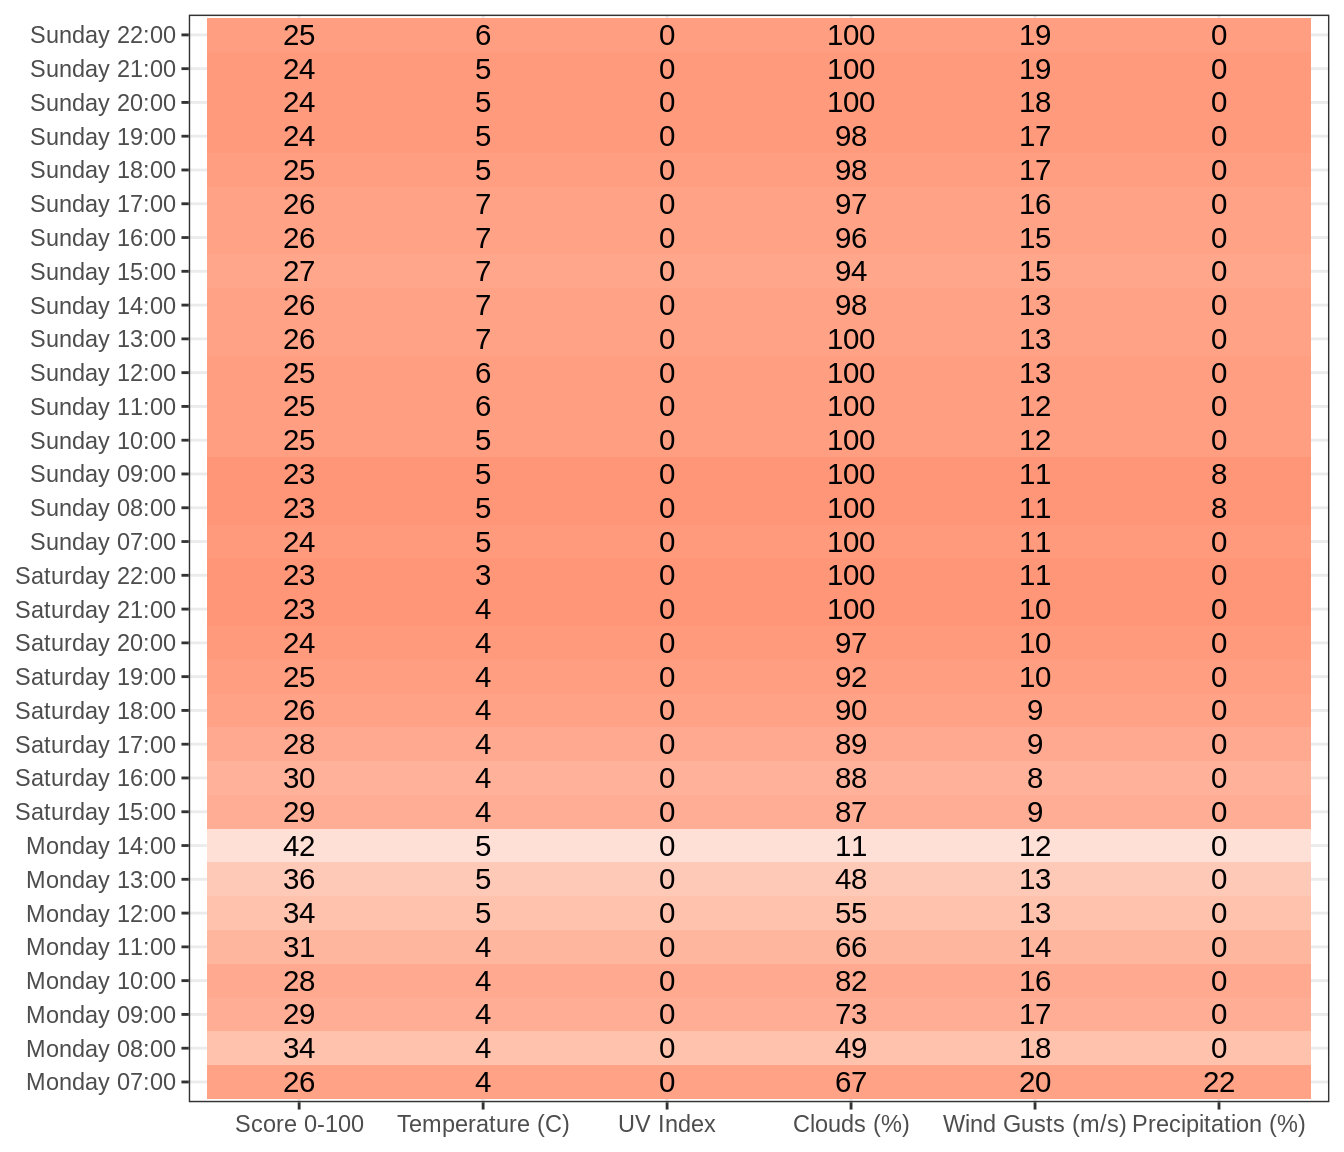 Sunday 22:00 25 6 0 100 19 0
Sunday 21:00 24 5 0 100 19 0
Sunday 20:00 24 5 0 100 18 0
Sunday 19:00 24 5 0 98 17 0
Sunday 18:00 25 5 0 98 17 0
Sunday 17:00 26 7 0 97 16 0
Sunday 16:00 26 7 0 96 15 0
Sunday 15:00 27 7 0 94 15 0
Sunday 14:00 26 7 0 98 13 0
Sunday 13:00 26 7 0 100 13 0
Sunday 12:00 25 6 0 100 13 0
Sunday 11:00 25 6 0 100 12 0
Sunday 10:00 25 5 0 100 12 0
Sunday 09:00 23 5 0 100 11 8
Sunday 08:00 23 5 0 100 11 8
Sunday 07:00 24 5 0 100 11 0
Saturday 22:00 23 3 0 100 11 0
Saturday 21:00 23 4 0 100 10 0
Saturday 20:00 24 4 0 97 10 0
Saturday 19:00 25 4 0 92 10 0
Saturday 18:00 26 4 0 90 9 0
Saturday 17:00 28 4 0 89 9 0
Saturday 16:00 30 4 0 88 8 0
Saturday 15:00 29 4 0 87 9 0
Monday 14:00 42 5 0 11 12 0
Monday 13:00 36 5 0 48 13 0
Monday 12:00 34 5 0 55 13 0
Monday 11:00 31 4 0 66 14 0
Monday 10:00 28 4 0 82 16 0
Monday 09:00 29 4 0 73 17 0
Monday 08:00 34 4 0 49 18 0
Monday 07:00 26 4 0 67 20 22
Score 0-100 Temperature (C) UV Index Clouds (%) Wind Gusts (m/s) Precipitation (%)